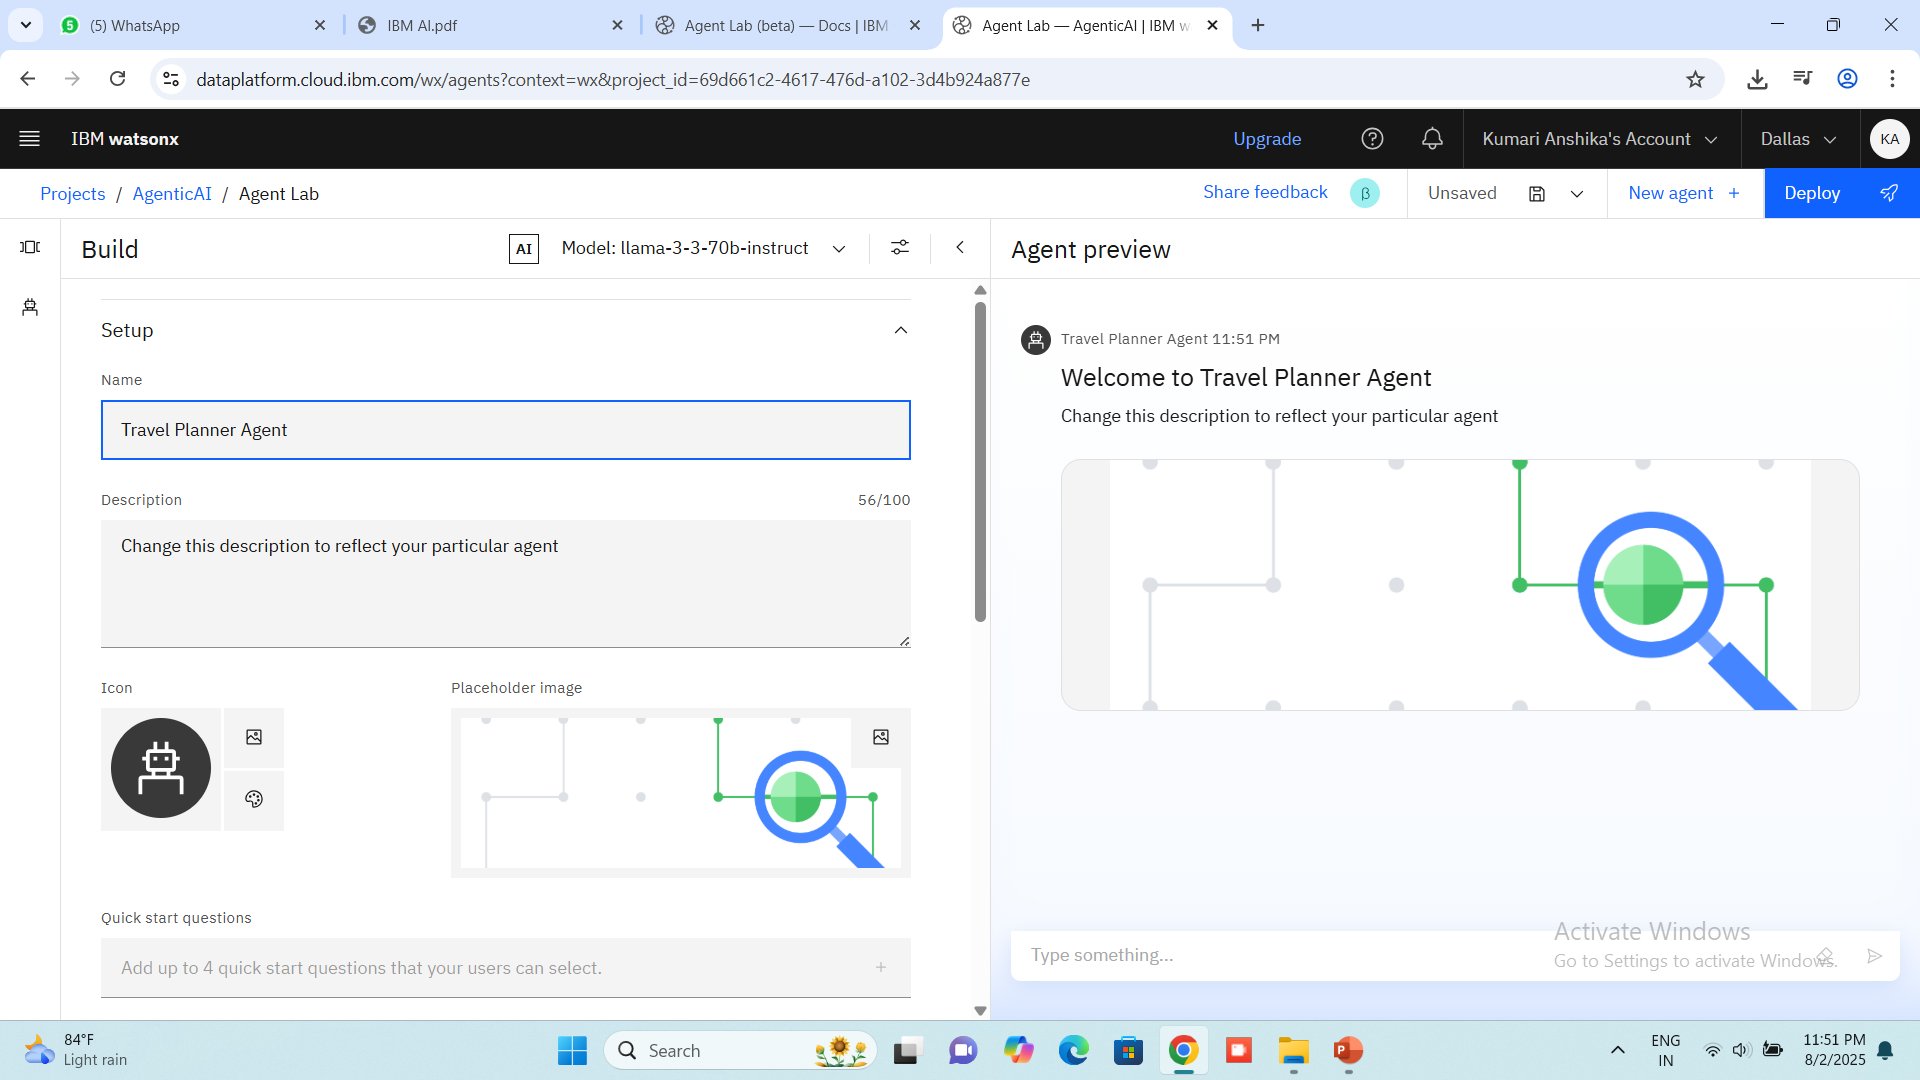 5
(5) WhatsApp
IBM AI.pdf
Agent Lab (beta) — Docs | IBM
Agent Lab — AgenticAI | IBM w
dataplatform.cloud.ibm.com/wx/agents?context=wx&project_id=69d661c2-4617-476d-a102-3d4b924a877e
IBM watsonx
Upgrade
Kumari Anshika's Account
Dallas
KA
Projects / AgenticAI / Agent Lab
Share feedback
β
Unsaved
New agent +
Deploy
Build
AI
Model: llama-3-3-70b-instruct
Agent preview
Setup
Name
Travel Planner Agent
Description
56/100
Change this description to reflect your particular agent
Icon
Placeholder image
Quick start questions
Add up to 4 quick start questions that your users can select.
Travel Planner Agent 11:51 PM
Welcome to Travel Planner Agent
Change this description to reflect your particular agent
Type something...
Activate Windows
Go to Settings to activate Windows.
84°F
Light rain
Search
P
ENG
IN
11:51 PM
8/2/2025